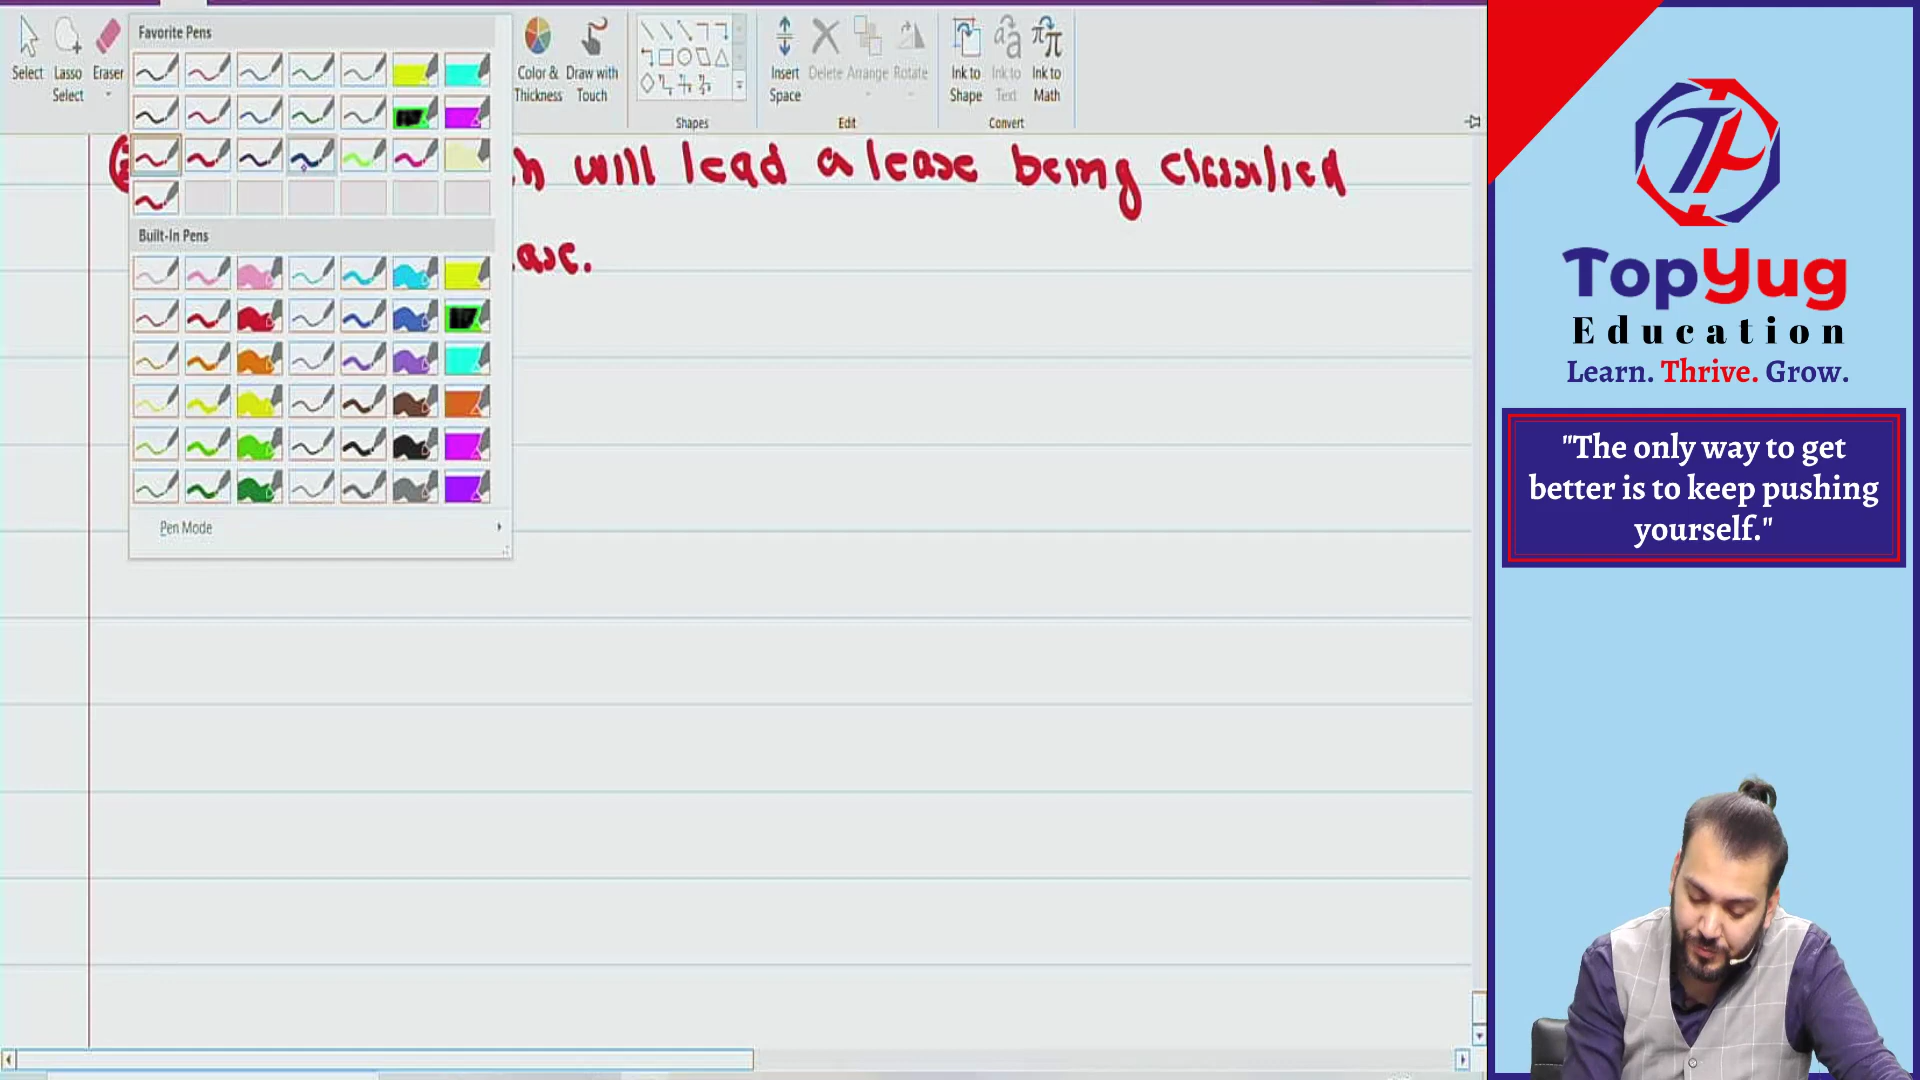 Favorite Pens
Select
Lasso Select
Eraser
Color & Thickness
Draw with Touch
Insert Space
Delete
Arrange
Rotate
Ink to Shape
Ink to Text
Ink to Math
Shapes
Edit
Convert
will lead a lease being classified
Built-In Pens
Pen Mode
TopYug
Education
Learn. Thrive. Grow.
"The only way to get
better is to keep pushing
yourself."